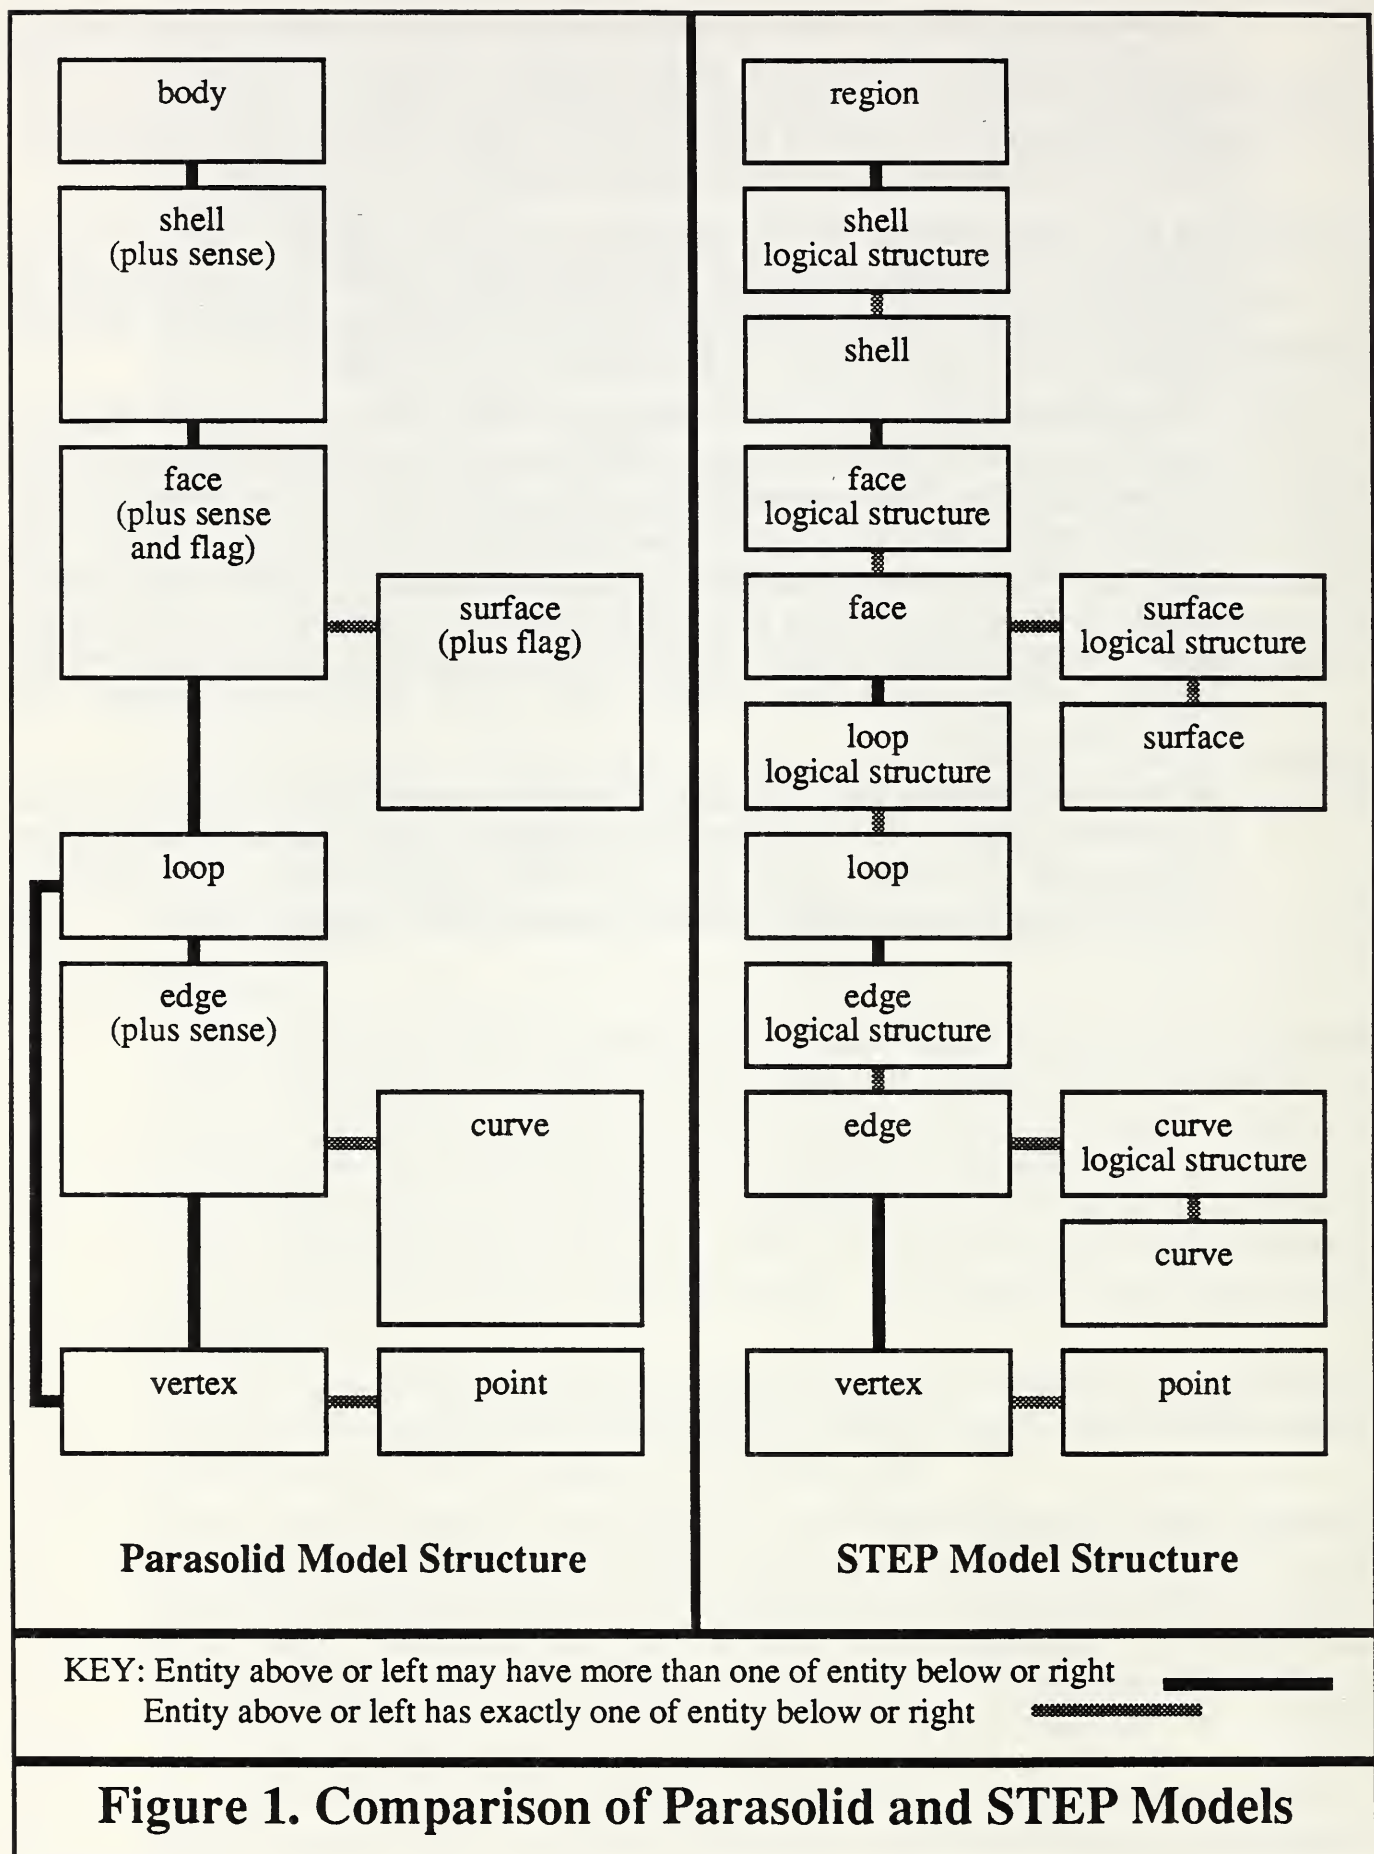 body
shell
(plus sense)
face
(plus sense
and flag)
surface
(plus flag)
loop
edge
(plus sense)
curve
vertex
point
Parasolid Model Structure
region
shell
logical structure
shell
face
logical structure
face
surface
logical structure
surface
loop
logical structure
loop
edge
logical structure
edge
curve
logical structure
curve
vertex
point
STEP Model Structure
KEY: Entity above or left may have more than one of entity below or right
Entity above or left has exactly one of entity below or right
Figure 1. Comparison of Parasolid and STEP Models